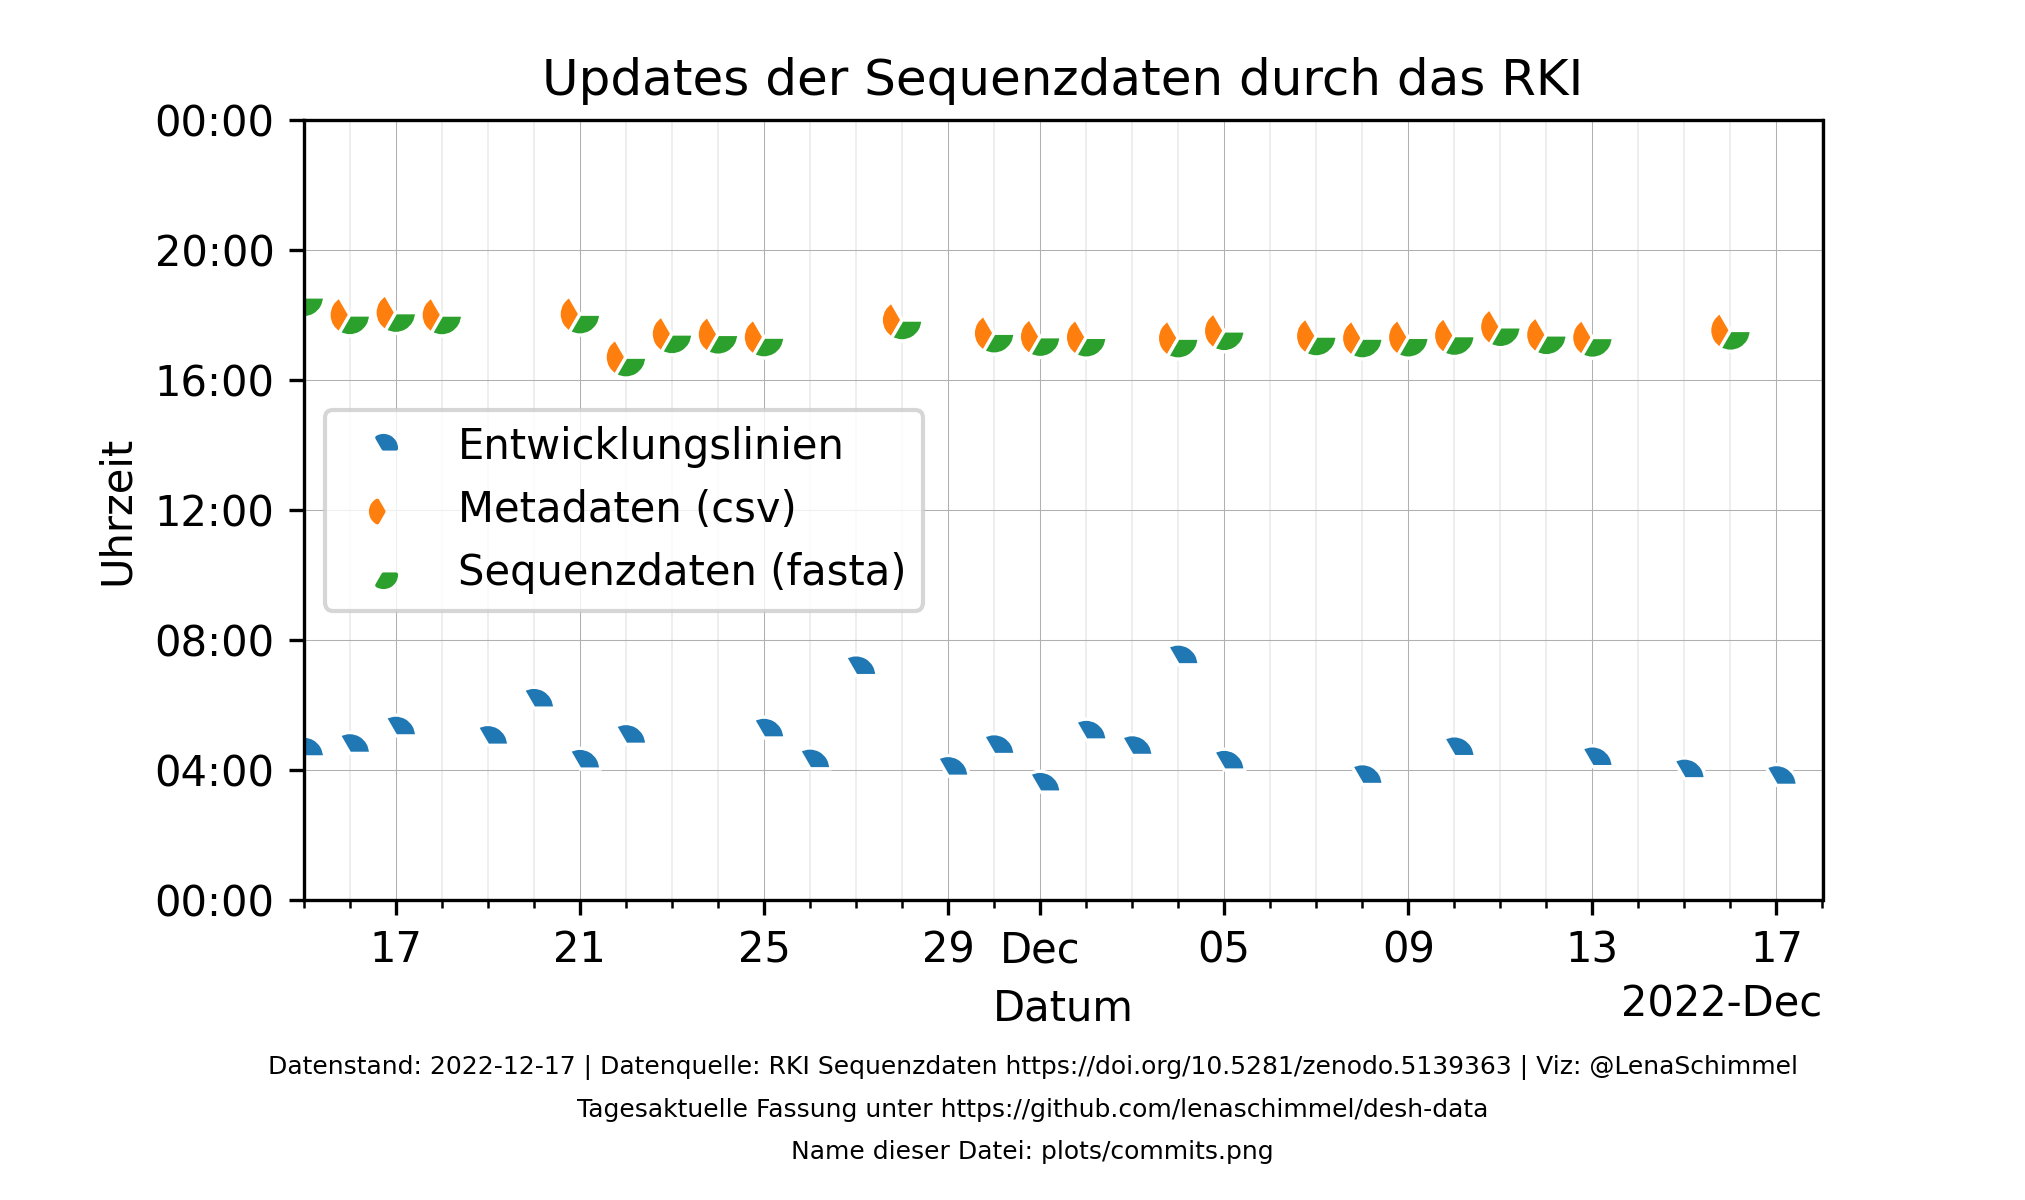 Updates der Sequenzdaten durch das RKI
00:00
20:00
16:00
12:00
08:00
04:00
00:00
Uhrzeit
Entwicklungslinien
Metadaten (csv)
Sequenzdaten (fasta)
17 21 25 29 Dec 05 09 13 17
Datum
2022-Dec
Datenstand: 2022-12-17 | Datenquelle: RKI Sequenzdaten https://doi.org/10.5281/zenodo.5139363 | Viz: @LenaSchimmel
Tagesaktuelle Fassung unter https://github.com/lenaschimmel/desh-data
Name dieser Datei: plots/commits.png